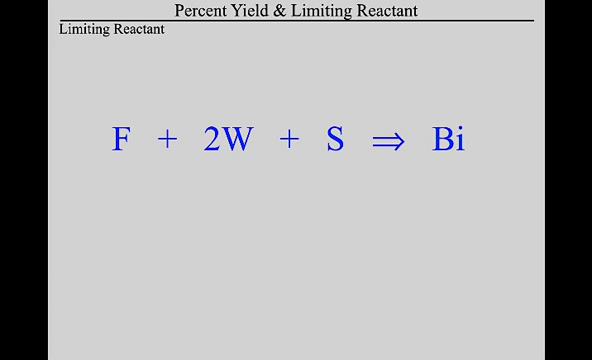 Percent Yield & Limiting Reactant
Limiting Reactant
F + 2W + S ⇒ Bi